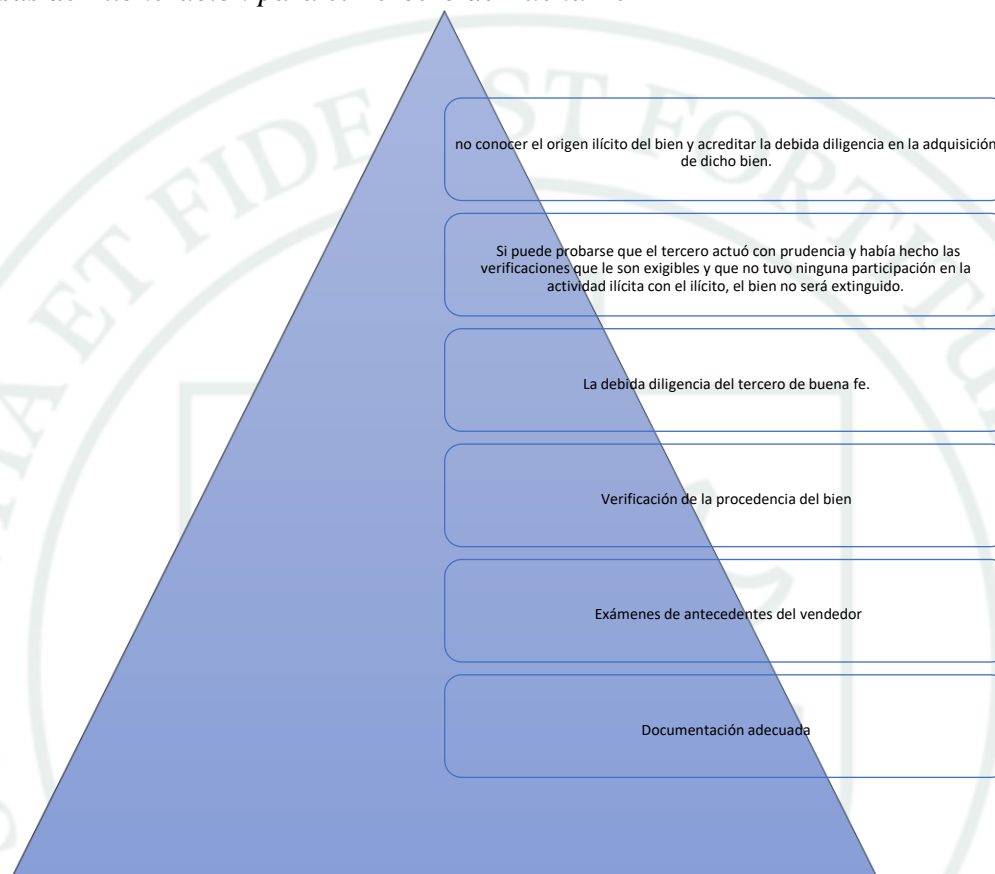 ET FIDE
no conocer el origen ilícito del bien y acreditar la debida diligencia en la adquisición
de dicho bien.
Si puede probarse que el tercero actuó con prudencia y había hecho las
verificaciones que le son exigibles y que no tuvo ninguna participación en la
actividad ilícita con el ilícito, el bien no será extinguido.
La debida diligencia del tercero de buena fe.
Verificación de la procedencia del bien
Exámenes de antecedentes del vendedor
Documentación adecuada